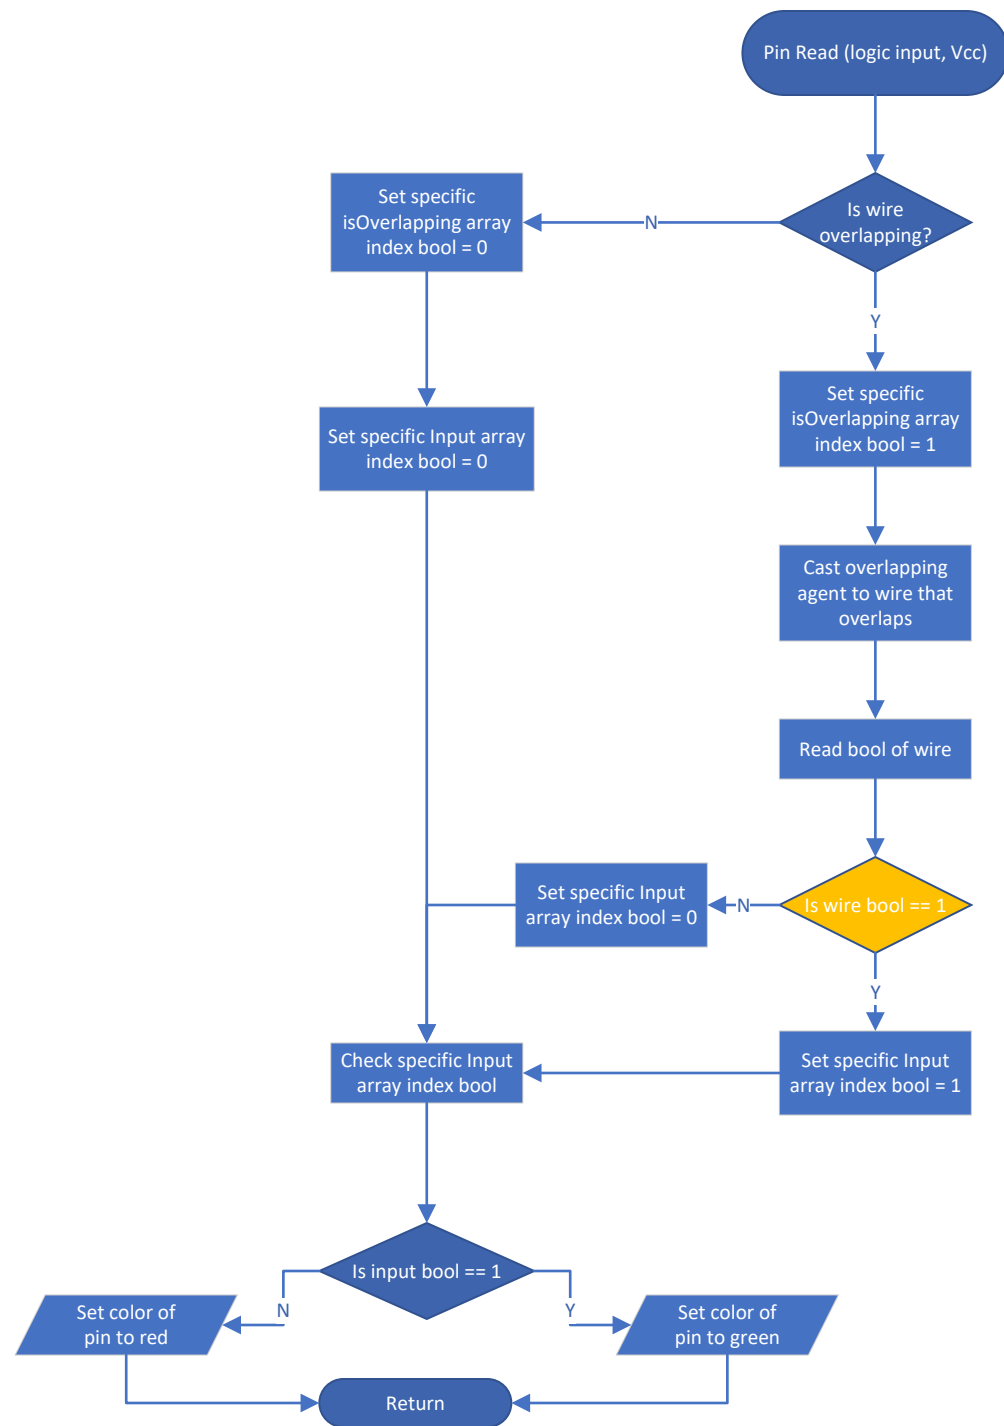 Pin Read (logic input, Vcc)
Is wire
overlapping?
N
Set specific
isOverlapping array
index bool = 0
Y
Set specific
isOverlapping array
index bool = 1
Set specific Input array
index bool = 0
Cast overlapping
agent to wire that
overlaps
Read bool of wire
Is wire bool == 1
N
Set specific Input
array index bool = 0
Y
Set specific Input
array index bool = 1
Check specific Input
array index bool
Is input bool == 1
N
Y
Set color of
pin to red
Set color of
pin to green
Return